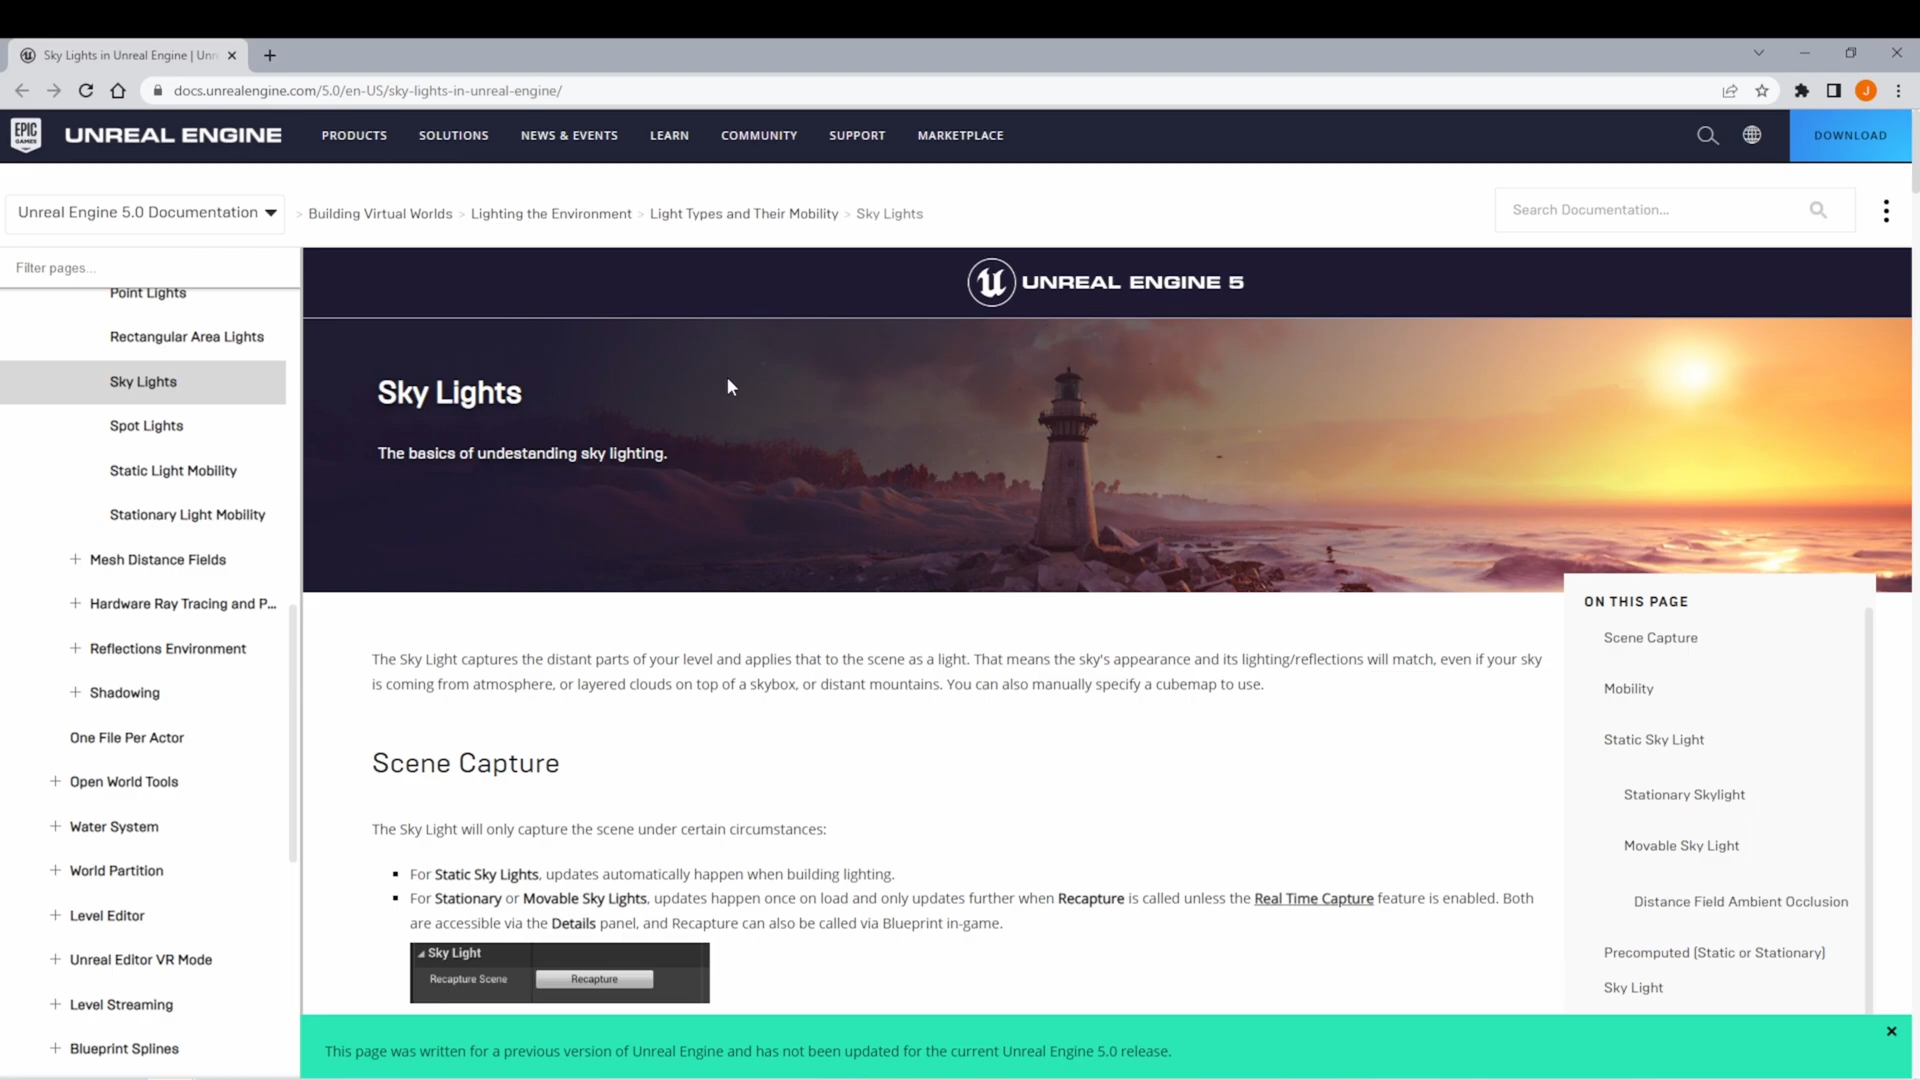 Sky Lights in Unreal Engine | Unr
docs.unrealengine.com/5.0/en-US/sky-lights-in-unreal-engine/
J
EPIC GAMES
UNREAL ENGINE
PRODUCTS
SOLUTIONS
NEWS & EVENTS
LEARN
COMMUNITY
SUPPORT
MARKETPLACE
DOWNLOAD
Unreal Engine 5.0 Documentation
> Building Virtual Worlds > Lighting the Environment > Light Types and Their Mobility > Sky Lights
Search Documentation...
Filter pages...
Point Lights
Rectangular Area Lights
Sky Lights
Spot Lights
Static Light Mobility
Stationary Light Mobility
Mesh Distance Fields
Hardware Ray Tracing and P...
Reflections Environment
Shadowing
One File Per Actor
Open World Tools
Water System
World Partition
Level Editor
Unreal Editor VR Mode
Level Streaming
Blueprint Splines
UNREAL ENGINE 5
Sky Lights
The basics of undestanding sky lighting.
The Sky Light captures the distant parts of your level and applies that to the scene as a light. That means the sky's appearance and its lighting/reflections will match, even if your sky
is coming from atmosphere, or layered clouds on top of a skybox, or distant mountains. You can also manually specify a cubemap to use.
Scene Capture
The Sky Light will only capture the scene under certain circumstances:
▪ For Static Sky Lights, updates automatically happen when building lighting.
▪ For Stationary or Movable Sky Lights, updates happen once on load and only updates further when Recapture is called unless the Real Time Capture feature is enabled. Both
are accessible via the Details panel, and Recapture can also be called via Blueprint in-game.
Sky Light
Recapture Scene
Recapture
ON THIS PAGE
Scene Capture
Mobility
Static Sky Light
Stationary Skylight
Movable Sky Light
Distance Field Ambient Occlusion
Precomputed (Static or Stationary)
Sky Light
This page was written for a previous version of Unreal Engine and has not been updated for the current Unreal Engine 5.0 release.